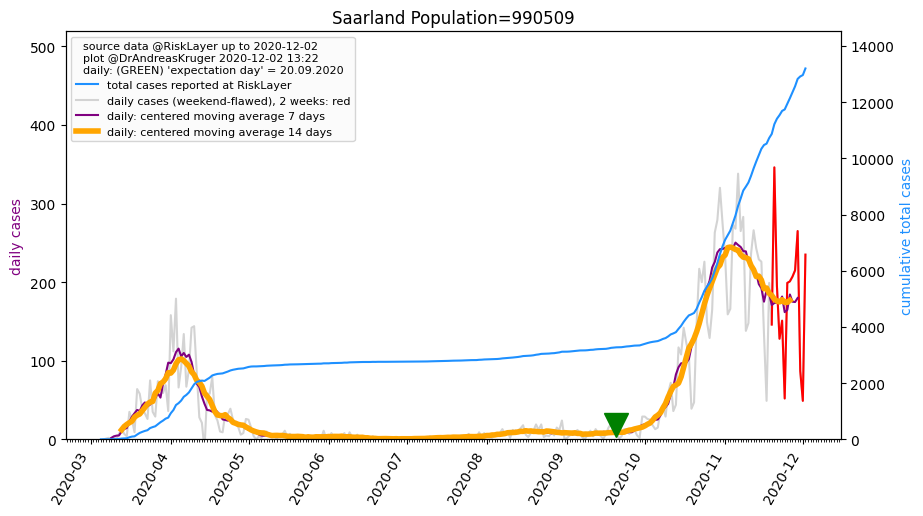 Saarland Population=990509
source data @RiskLayer up to 2020-12-02
plot @DrAndreasKruger 2020-12-02 13:22
daily: (GREEN) 'expectation day' = 20.09.2020
total cases reported at RiskLayer
daily cases (weekend-flawed), 2 weeks: red
daily: centered moving average 7 days
daily: centered moving average 14 days
daily cases
500
400
300
200
100
0
cumulative total cases
14000
12000
10000
8000
6000
4000
2000
0
2020-03
2020-04
2020-05
2020-06
2020-07
2020-08
2020-09
2020-10
2020-11
2020-12